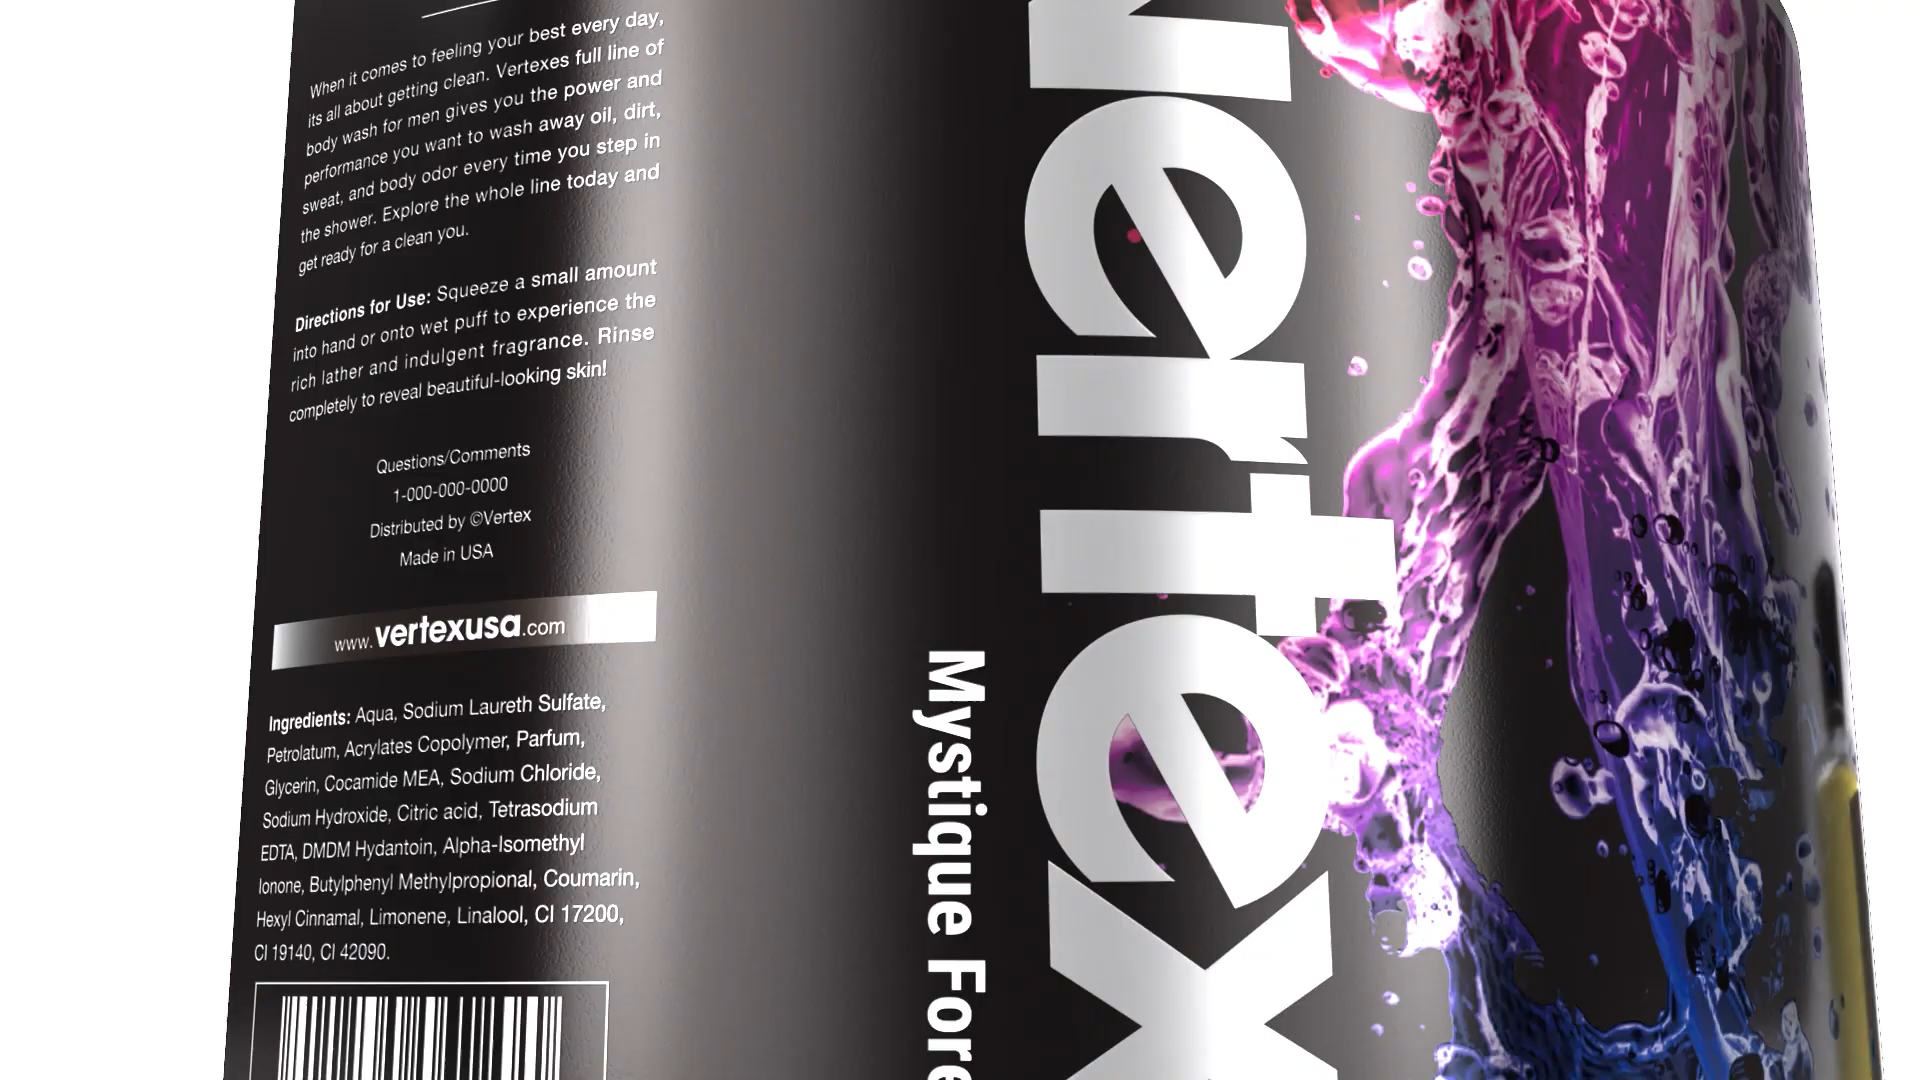 When it comes to feeling your best every day,
its all about getting clean. Vertexes full line of
body wash for men gives you the power and
performance you want to wash away oil, dirt,
sweat, and body odor every time you step in
the shower. Explore the whole line today and
get ready for a clean you.
Directions for Use: Squeeze a small amount
into hand or onto wet puff to experience the
rich lather and indulgent fragrance. Rinse
completely to reveal beautiful-looking skin!
Questions/Comments
1-000-000-0000
Distributed by ©Vertex
Made in USA
www.vertexusa.com
Ingredients: Aqua, Sodium Laureth Sulfate,
Petrolatum, Acrylates Copolymer, Parfum,
Glycerin, Cocamide MEA, Sodium Chloride,
Sodium Hydroxide, Citric acid, Tetrasodium
EDTA, DMDM Hydantoin, Alpha-Isomethyl
Ionone, Butylphenyl Methylpropional, Coumarin,
Hexyl Cinnamal, Limonene, Linalool, CI 17200,
CI 19140, CI 42090.
Mystique Fore
vertex